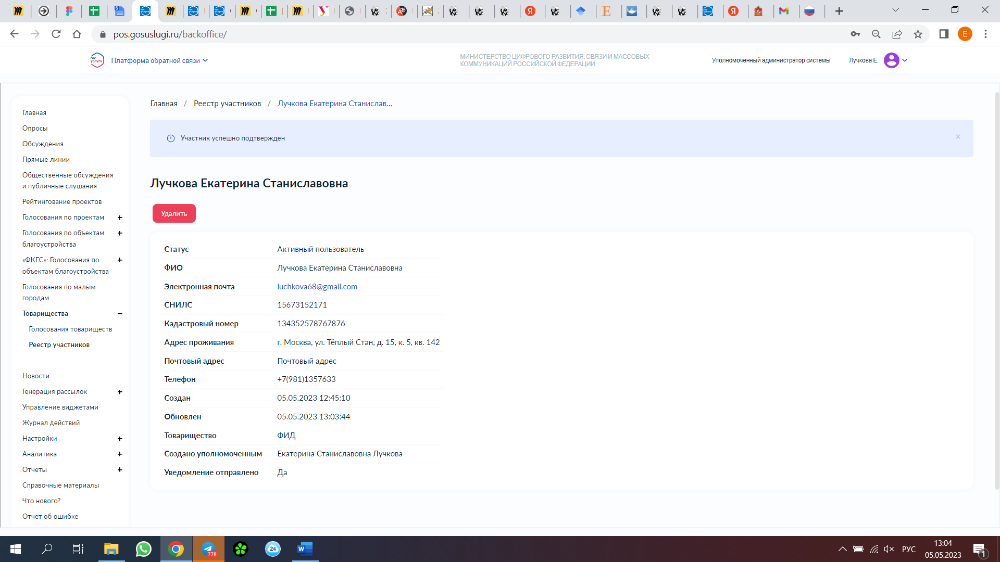 pos.gosuslugi.ru/backoffice/
E
гос
услуги
Платформа обратной связи
МИНИСТЕРСТВО ЦИФРОВОГО РАЗВИТИЯ, СВЯЗИ И МАССОВЫХ
КОММУНИКАЦИЙ РОССИЙСКОЙ ФЕДЕРАЦИИ
Уполномоченный администратор системы
Лучкова Е.
Главная
Опросы
Обсуждения
Прямые линии
Общественные обсуждения
и публичные слушания
Рейтингование проектов
Голосования по проектам +
Голосования по объектам +
благоустройства
«ФКГС»: Голосования по +
объектам благоустройства
Голосования по малым
городам
Товарищества −
Голосования товариществ
Реестр участников
Новости
Генерация рассылок +
Управление виджетами
Журнал действий
Настройки +
Аналитика +
Отчеты +
Справочные материалы
Что нового?
Отчет об ошибке
Главная / Реестр участников / Лучкова Екатерина Станислав...
Участник успешно подтвержден
Лучкова Екатерина Станиславовна
Удалить
Статус Активный пользователь
ФИО Лучкова Екатерина Станиславовна
Электронная почта luchkova68@gmail.com
СНИЛС 15673152171
Кадастровый номер 134352578767876
Адрес проживания г. Москва, ул. Тёплый Стан, д. 15, к. 5, кв. 142
Почтовый адрес Почтовый адрес
Телефон +7(981)1357633
Создан 05.05.2023 12:45:10
Обновлен 05.05.2023 13:03:44
Товарищество ФИД
Создано уполномоченным Екатерина Станиславовна Лучкова
Уведомление отправлено Да
778
24
W
РУС
13:04
05.05.2023
1